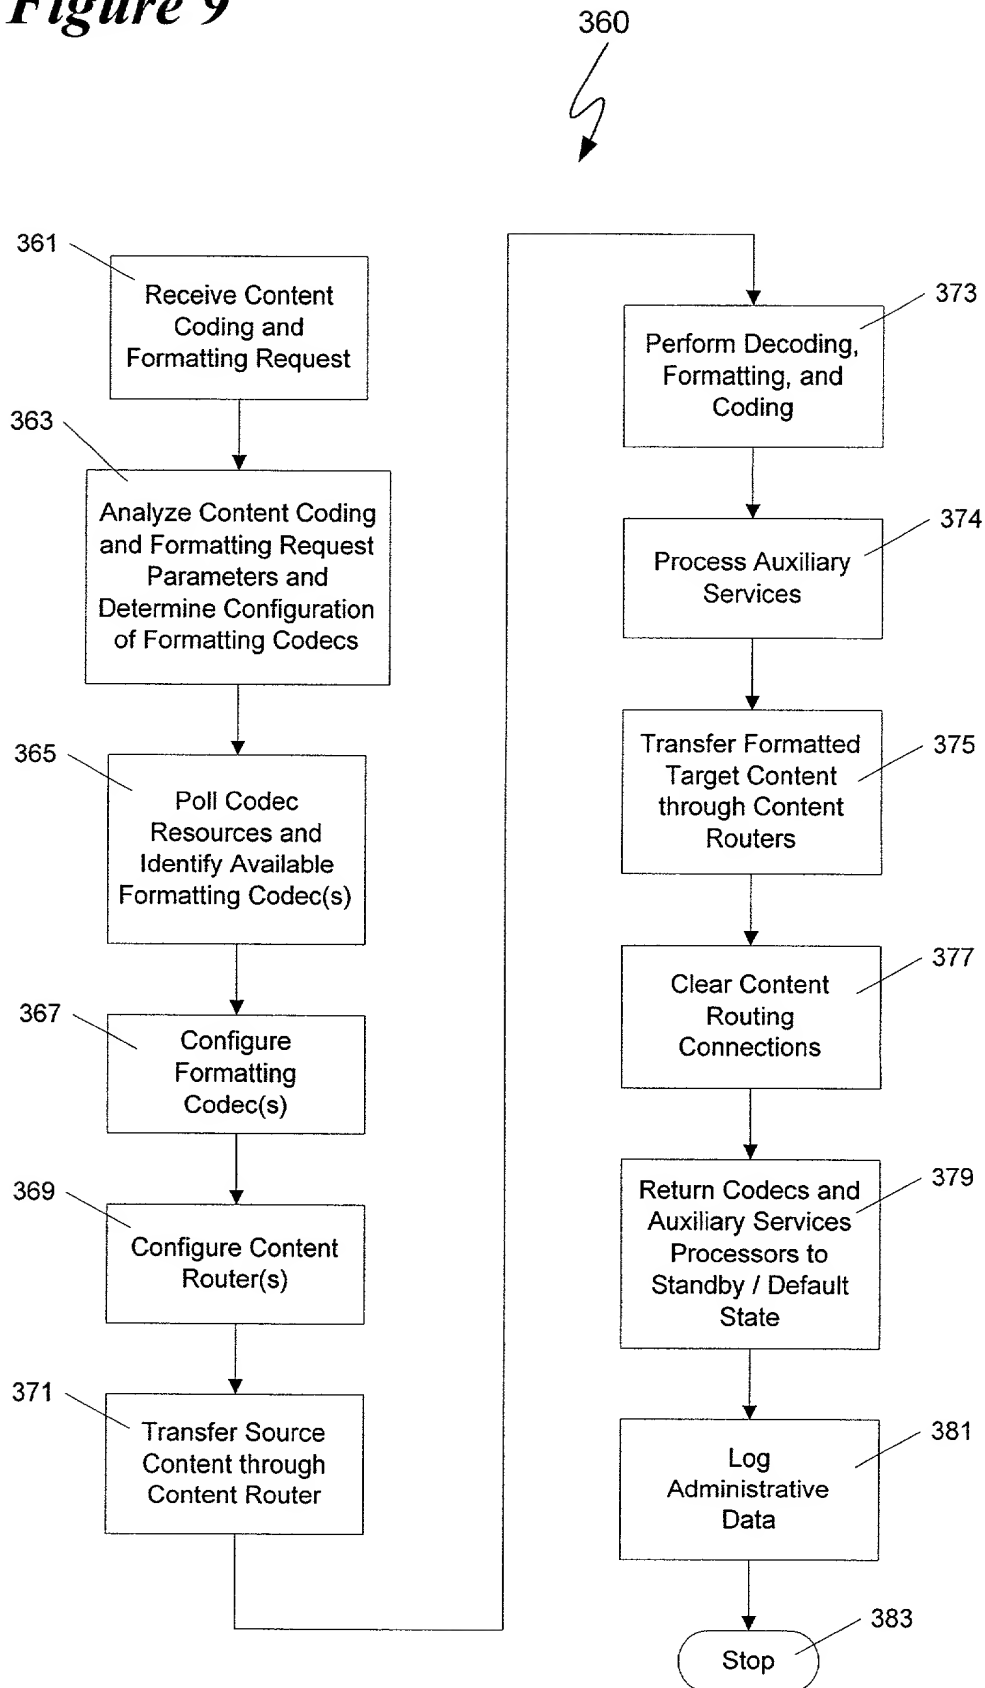 Figure 9
360
361
Receive Content
Coding and
Formatting Request
363
Analyze Content Coding
and Formatting Request
Parameters and
Determine Configuration
of Formatting Codecs
365
Poll Codec
Resources and
Identify Available
Formatting Codec(s)
367
Configure
Formatting
Codec(s)
369
Configure Content
Router(s)
371
Transfer Source
Content through
Content Router
373
Perform Decoding,
Formatting, and
Coding
374
Process Auxiliary
Services
375
Transfer Formatted
Target Content
through Content
Routers
377
Clear Content
Routing
Connections
379
Return Codecs and
Auxiliary Services
Processors to
Standby / Default
State
381
Log
Administrative
Data
383
Stop